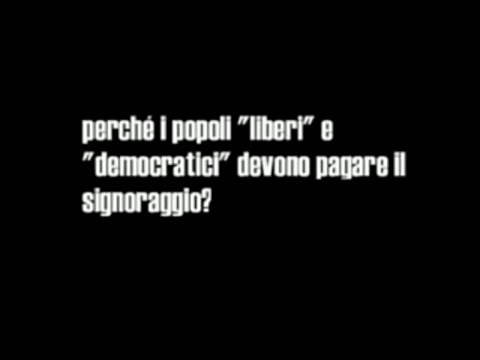 perché i popoli "liberi" e
"democratici" devono pagare il
signoraggio?